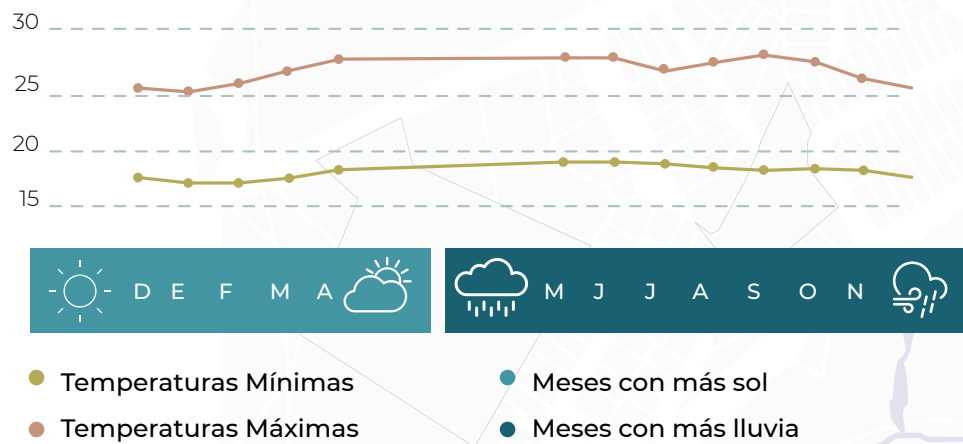 30
25
20
15
D E F M A
M J J A S O N
Temperaturas Mínimas
Meses con más sol
Temperaturas Máximas
Meses con más lluvia